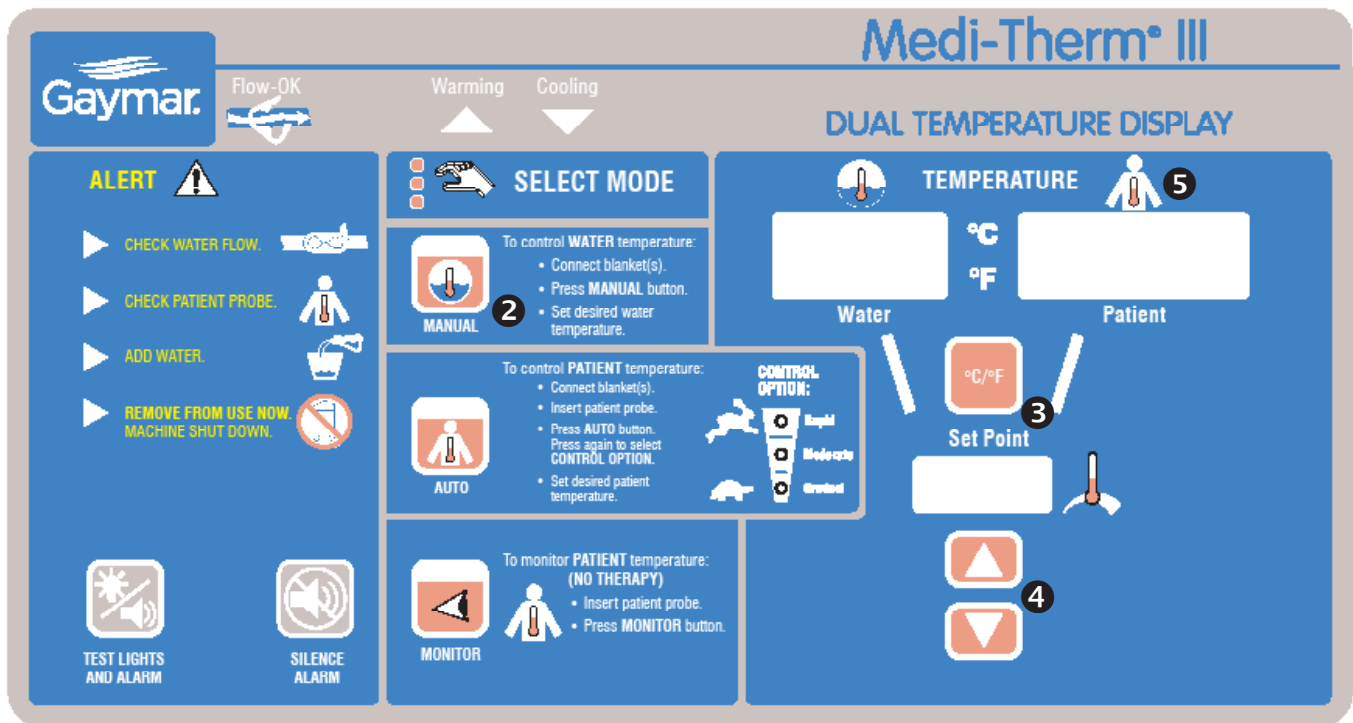 Medi-Therm® III
Gaymar.
Flow-OK
Warming
Cooling
DUAL TEMPERATURE DISPLAY
ALERT
CHECK WATER FLOW.
CHECK PATIENT PROBE.
ADD WATER.
REMOVE FROM USE NOW.
MACHINE SHUT DOWN.
TEST LIGHTS
AND ALARM
SILENCE
ALARM
SELECT MODE
MANUAL
2
To control WATER temperature:
• Connect blanket(s).
• Press MANUAL button.
• Set desired water
temperature.
AUTO
To control PATIENT temperature:
• Connect blanket(s).
• Insert patient probe.
• Press AUTO button.
Press again to select
CONTROL OPTION.
• Set desired patient
temperature.
CONTROL
OPTION:
Rapid
Moderate
Gradual
MONITOR
To monitor PATIENT temperature:
(NO THERAPY)
• Insert patient probe.
• Press MONITOR button.
TEMPERATURE
5
°C
°F
Water
Patient
°C/°F
3
Set Point
4